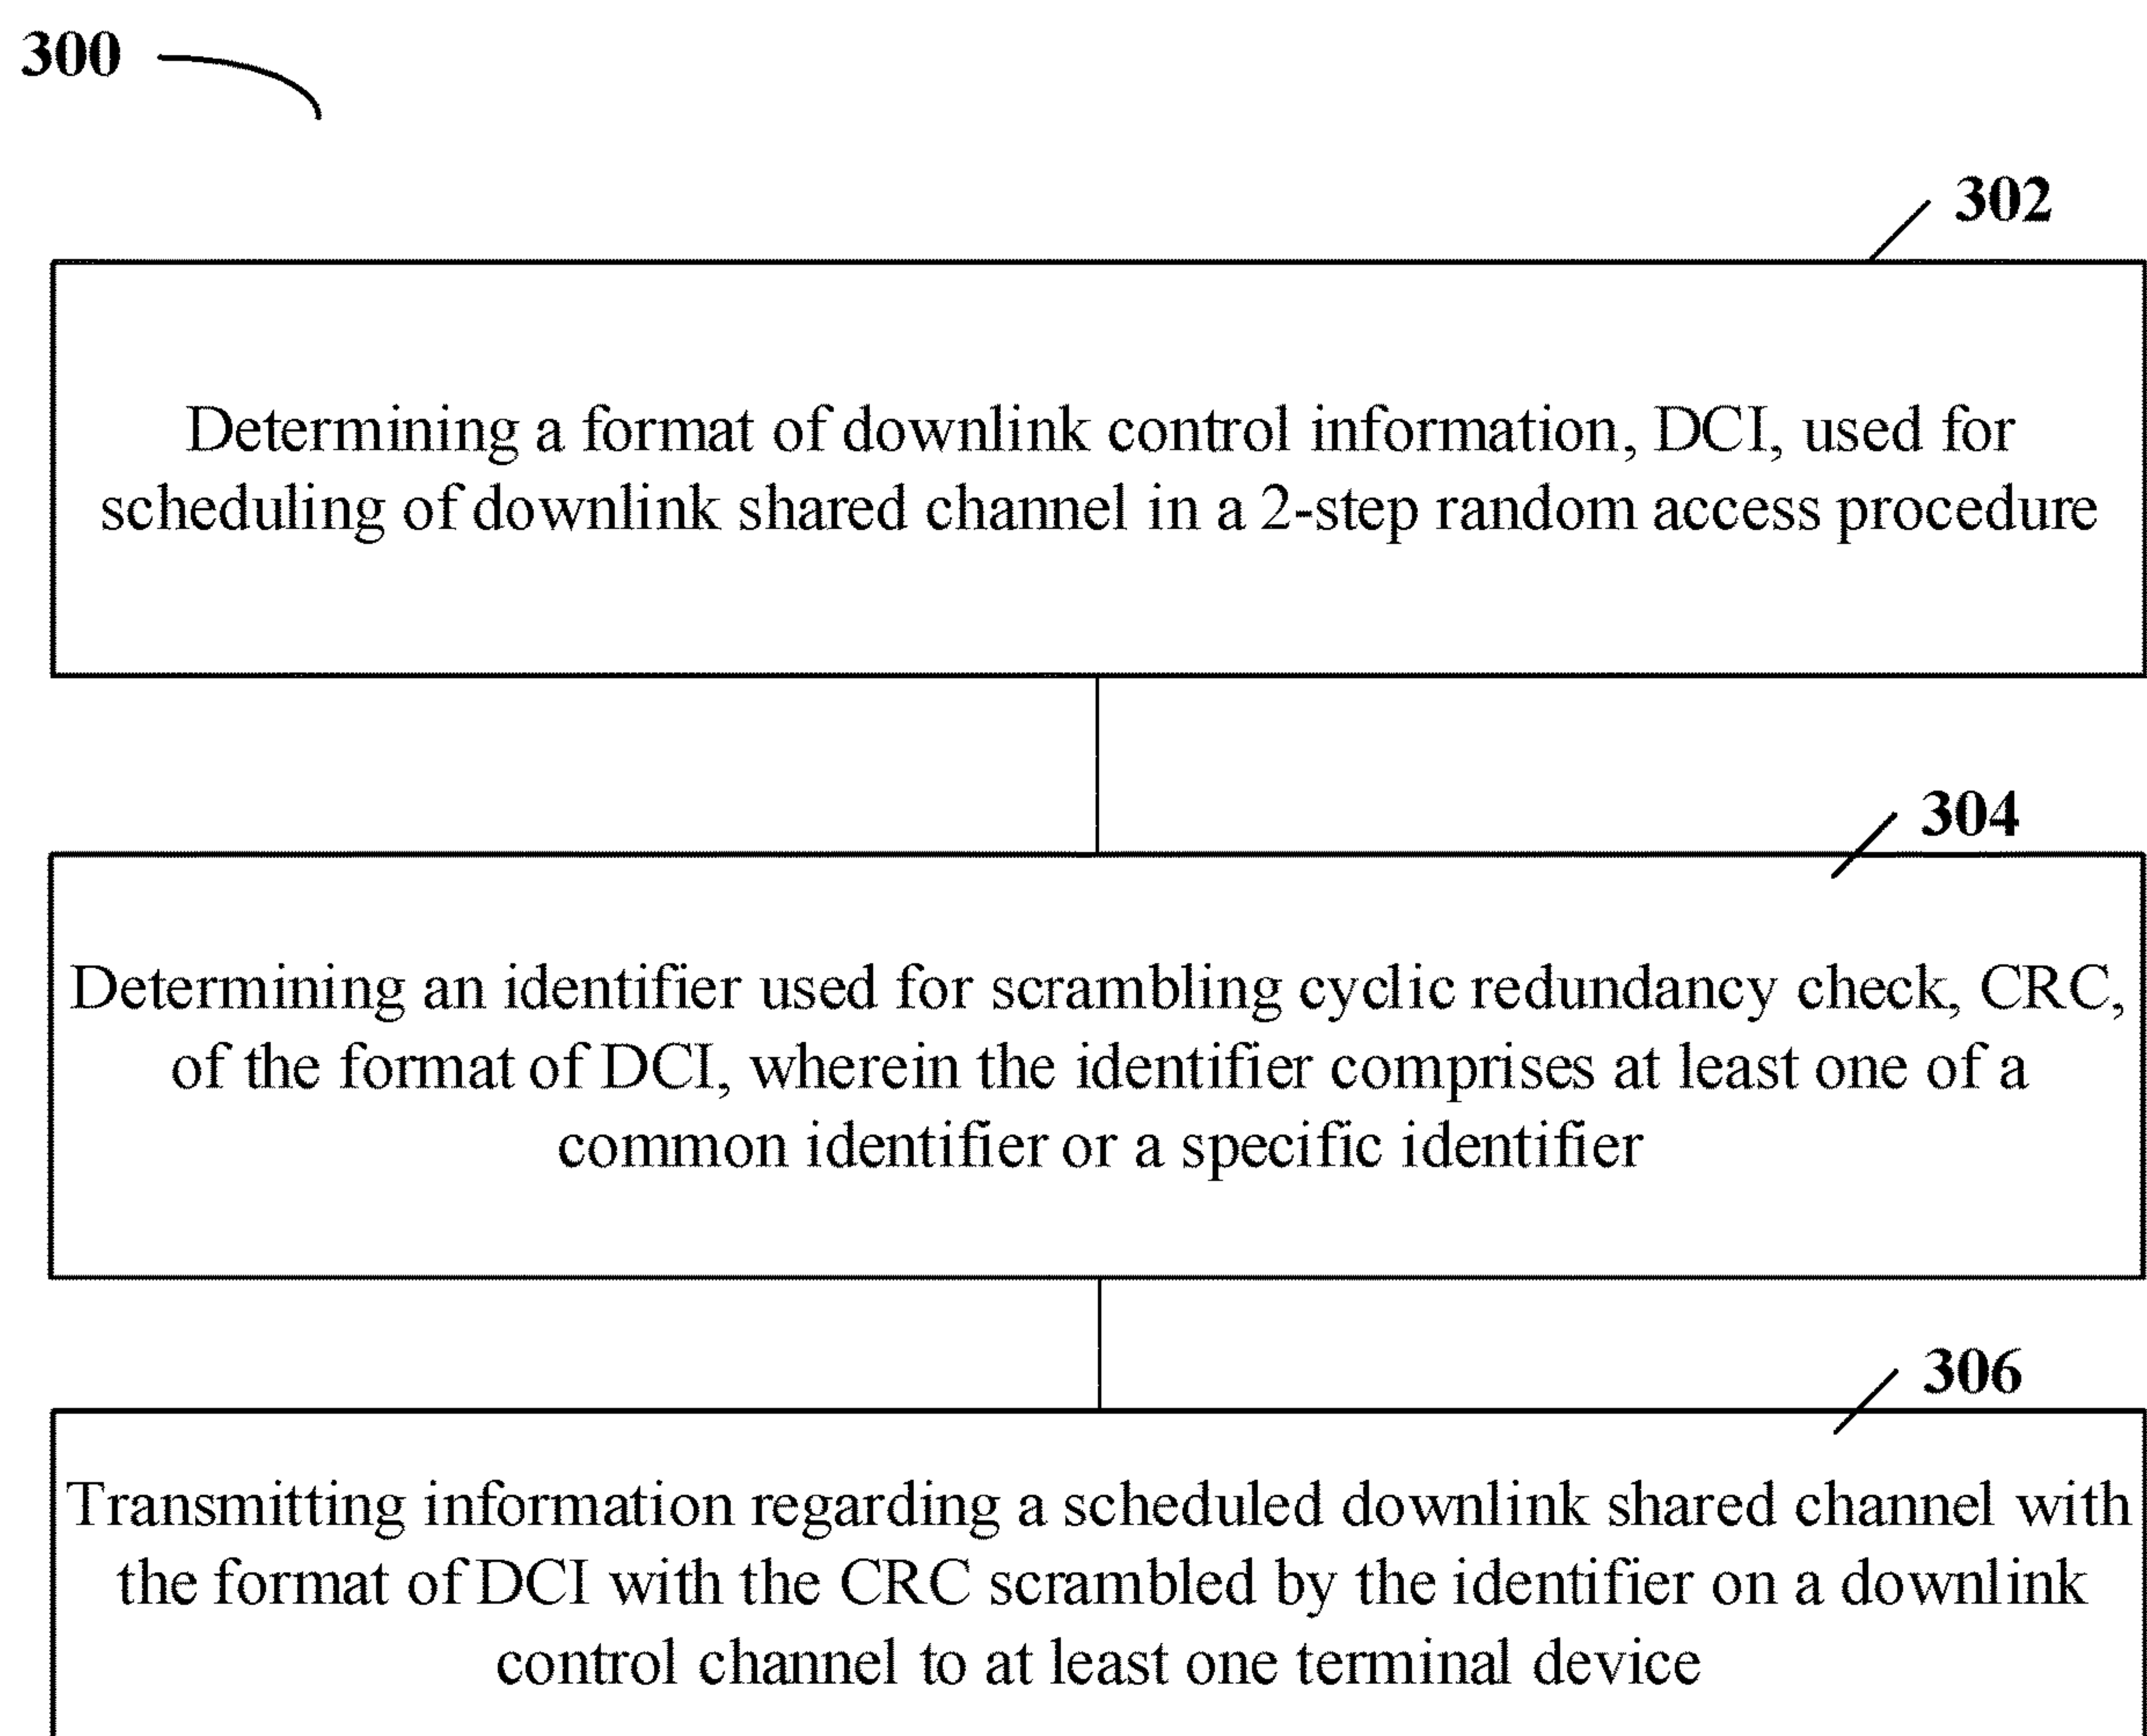 300
302
Determining a format of downlink control information, DCI, used for
scheduling of downlink shared channel in a 2-step random access procedure
304
Determining an identifier used for scrambling cyclic redundancy check, CRC,
of the format of DCI, wherein the identifier comprises at least one of a
common identifier or a specific identifier
306
Transmitting information regarding a scheduled downlink shared channel with
the format of DCI with the CRC scrambled by the identifier on a downlink
control channel to at least one terminal device